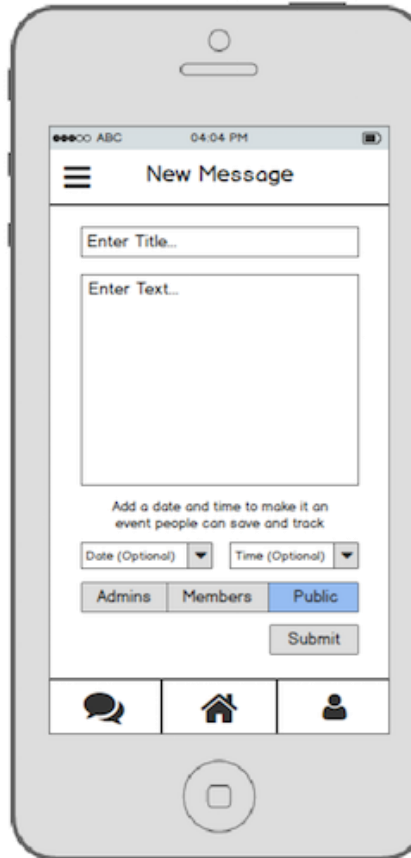 ABC 04:04 PM
New Message
Enter Title...
Enter Text...
Add a date and time to make it an
event people can save and track
Date (Optional) Time (Optional)
Admins Members Public
Submit